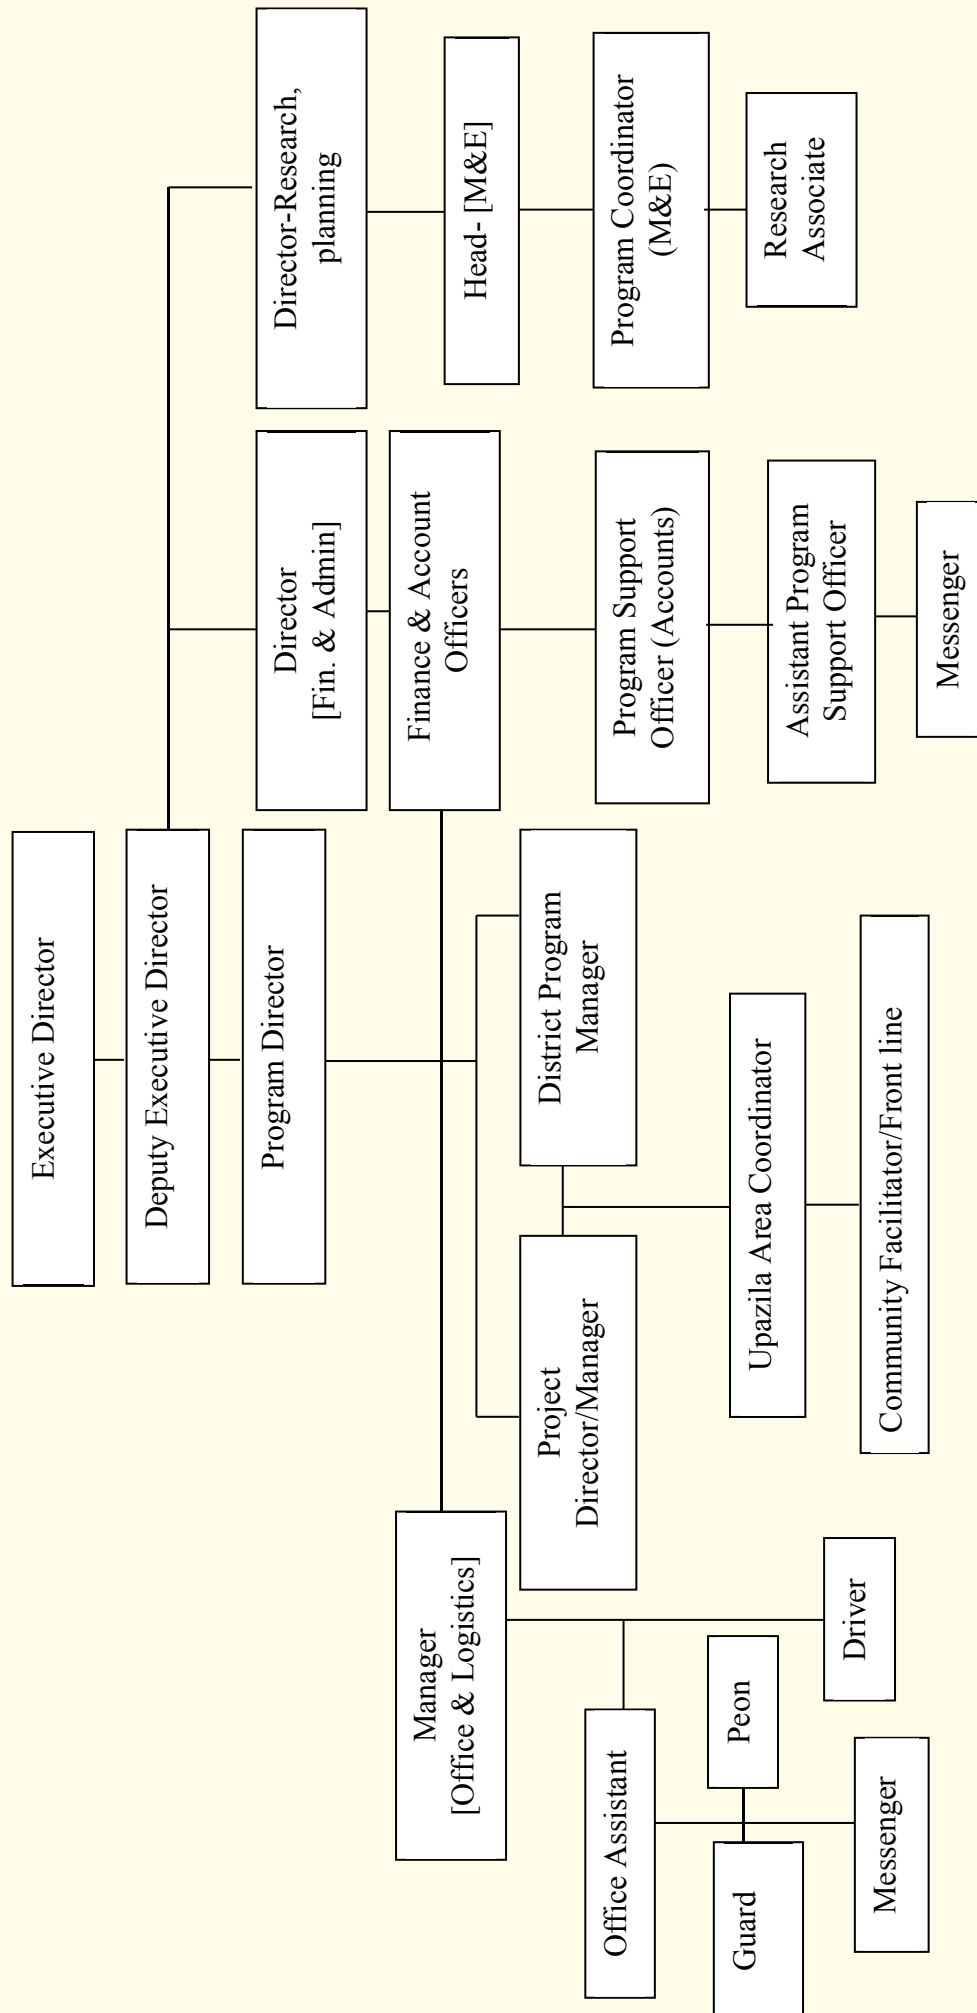 Executive Director
Deputy Executive Director
Program Director
Director
[Fin. & Admin]
Director-Research,
planning
Manager
[Office & Logistics]
Finance & Account
Officers
Head- [M&E]
Project
Director/Manager
District Program
Manager
Office Assistant
Program Support
Officer (Accounts)
Program Coordinator
(M&E)
Guard
Peon
Upazila Area Coordinator
Assistant Program
Support Officer
Research
Associate
Driver
Messenger
Community Facilitator/Front line
Messenger